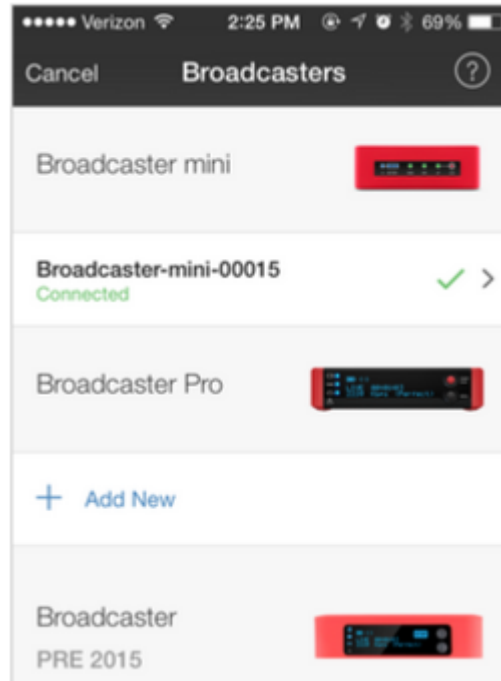 Verizon 2:25 PM 69%
Cancel Broadcasters ?
Broadcaster mini
Broadcaster-mini-00015
Connected
Broadcaster Pro
+ Add New
Broadcaster
PRE 2015